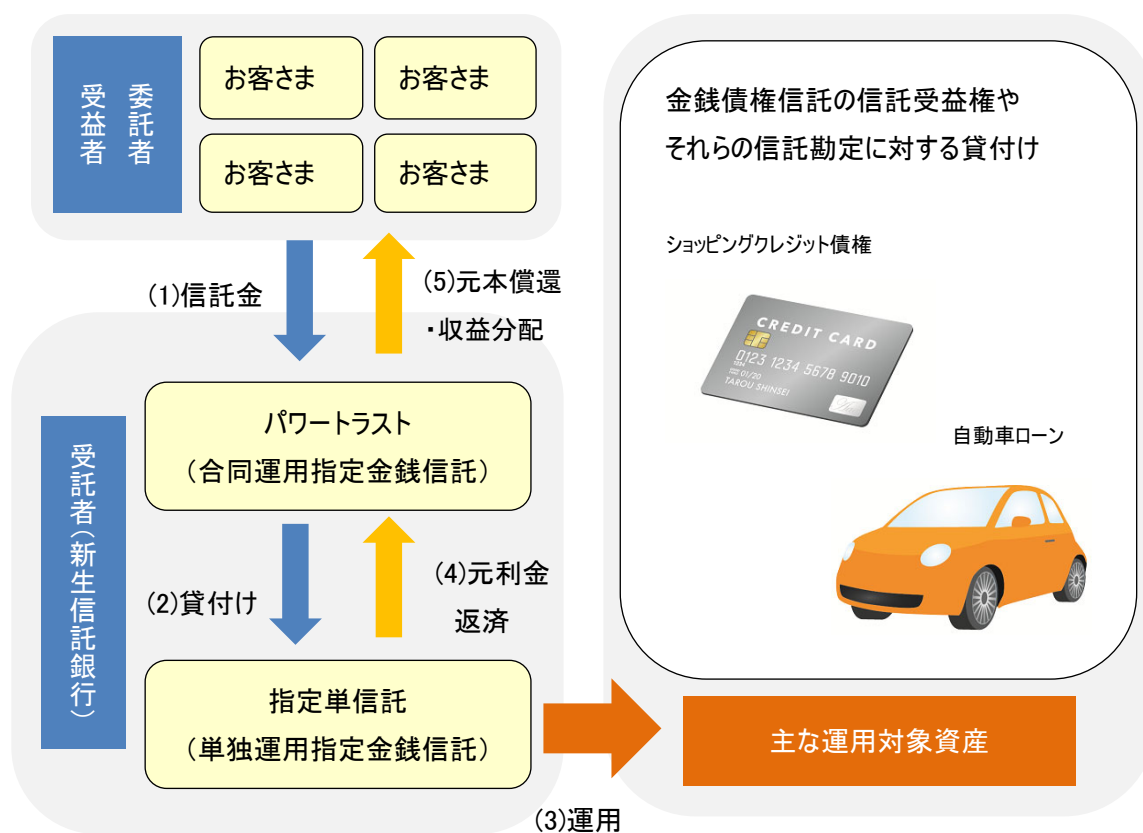 委託者
受益者
お客さま
お客さま
お客さま
お客さま
(1)信託金
(5)元本償還
・収益分配
受託者(新生信託銀行)
パワートラスト
(合同運用指定金銭信託)
(2)貸付け
(4)元利金
返済
指定単信託
(単独運用指定金銭信託)
(3)運用
金銭債権信託の信託受益権や
それらの信託勘定に対する貸付け
ショッピングクレジット債権
CREDIT CARD
0123 1234 5678 9010
1234
01/20
TAROU SHINSEI
自動車ローン
主な運用対象資産